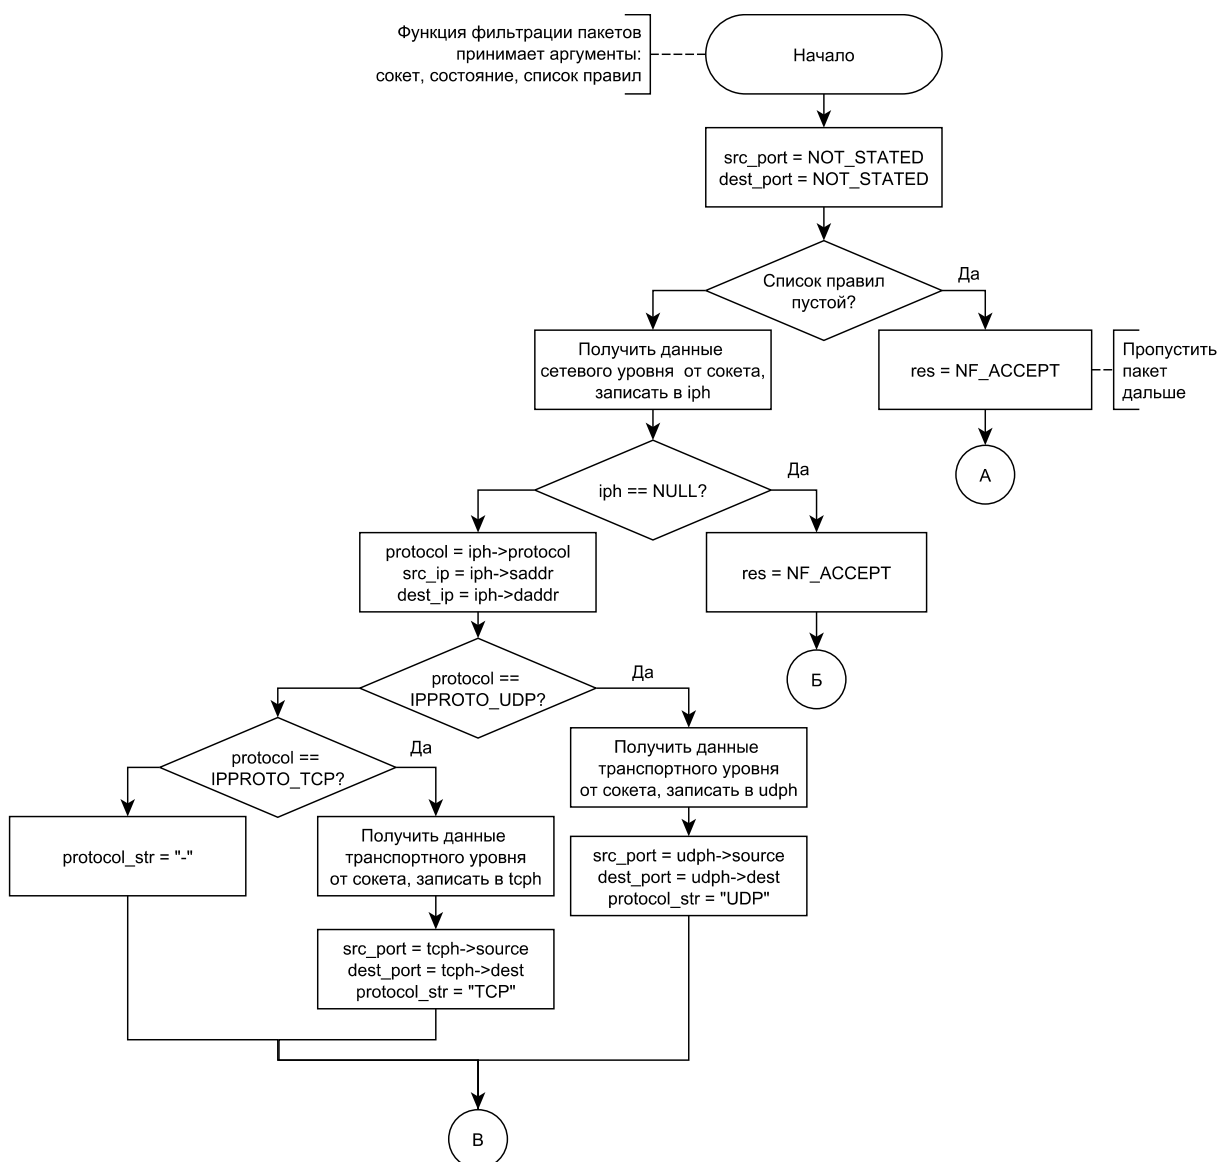 Функция фильтрации пакетов
принимает аргументы:
сокет, состояние, список правил
Начало
src_port = NOT_STATED
dest_port = NOT_STATED
Список правил
пустой?
Да
Получить данные
сетевого уровня от сокета,
записать в iph
res = NF_ACCEPT
Пропустить
пакет
дальше
А
iph == NULL?
Да
protocol = iph->protocol
src_ip = iph->saddr
dest_ip = iph->daddr
res = NF_ACCEPT
Б
protocol ==
IPPROTO_UDP?
Да
protocol ==
IPPROTO_TCP?
Да
Получить данные
транспортного уровня
от сокета, записать в udph
protocol_str = "-"
Получить данные
транспортного уровня
от сокета, записать в tcph
src_port = udph->source
dest_port = udph->dest
protocol_str = "UDP"
src_port = tcph->source
dest_port = tcph->dest
protocol_str = "TCP"
В